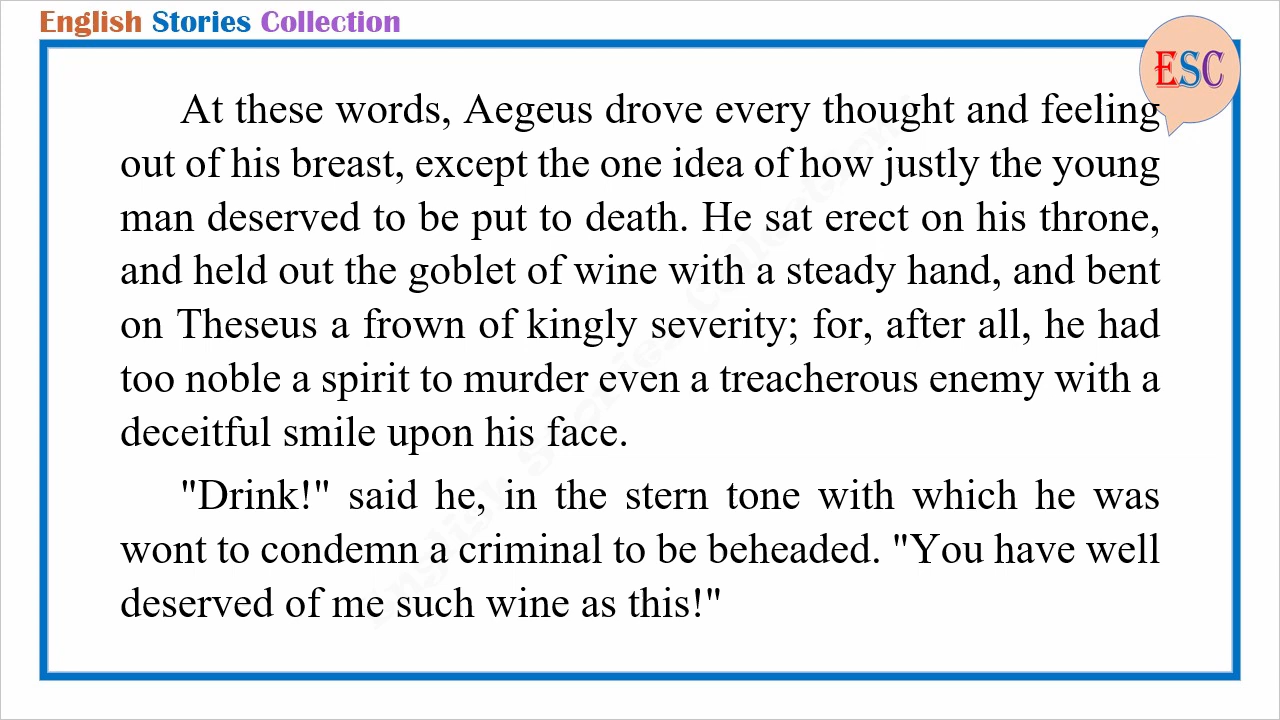 English Stories Collection
ESC
At these words, Aegeus drove every thought and feeling
out of his breast, except the one idea of how justly the young
man deserved to be put to death. He sat erect on his throne,
and held out the goblet of wine with a steady hand, and bent
on Theseus a frown of kingly severity; for, after all, he had
too noble a spirit to murder even a treacherous enemy with a
deceitful smile upon his face.
"Drink!" said he, in the stern tone with which he was
wont to condemn a criminal to be beheaded. "You have well
deserved of me such wine as this!"
English Stories Collection